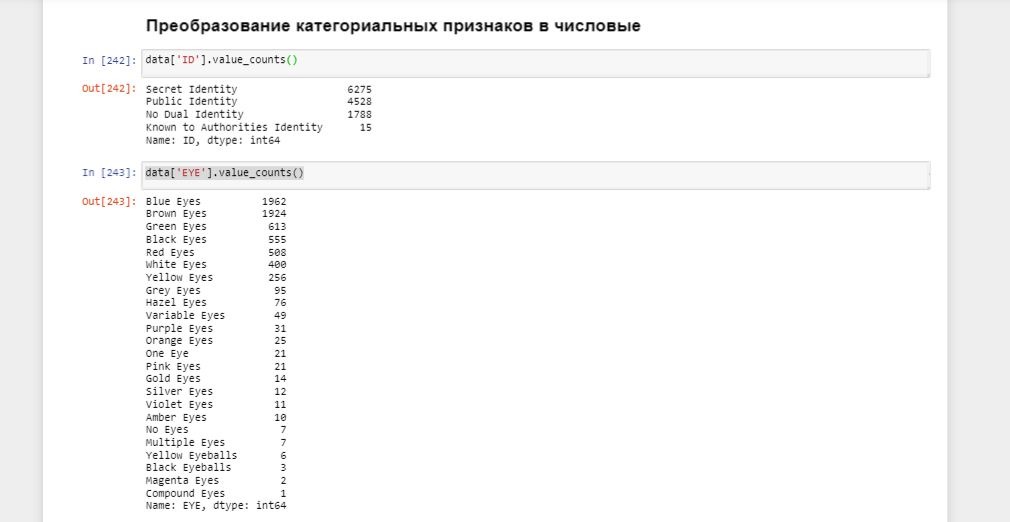 Преобразование категориальных признаков в числовые
In [242]: data['ID'].value_counts()
Out[242]: Secret Identity 6275
Public Identity 4528
No Dual Identity 1788
Known to Authorities Identity 15
Name: ID, dtype: int64
In [243]: data['EYE'].value_counts()
Out[243]: Blue Eyes 1962
Brown Eyes 1924
Green Eyes 613
Black Eyes 555
Red Eyes 508
White Eyes 400
Yellow Eyes 256
Grey Eyes 95
Hazel Eyes 76
Variable Eyes 49
Purple Eyes 31
Orange Eyes 25
One Eye 21
Pink Eyes 21
Gold Eyes 14
Silver Eyes 12
Violet Eyes 11
Amber Eyes 10
No Eyes 7
Multiple Eyes 7
Yellow Eyeballs 6
Black Eyeballs 3
Magenta Eyes 2
Compound Eyes 1
Name: EYE, dtype: int64